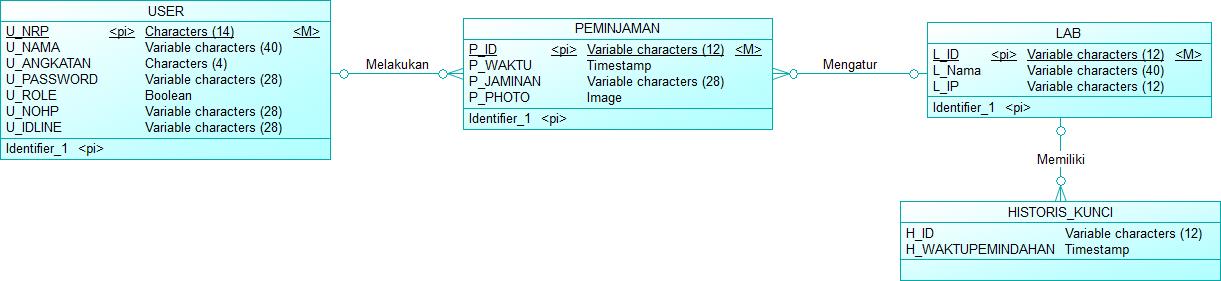 USER
U_NRP <pi> Characters (14) <M>
U_NAMA Variable characters (40)
U_ANGKATAN Characters (4)
U_PASSWORD Variable characters (28)
U_ROLE Boolean
U_NOHP Variable characters (28)
U_IDLINE Variable characters (28)
Identifier_1 <pi>
Melakukan
PEMINJAMAN
P_ID <pi> Variable characters (12) <M>
P_WAKTU Timestamp
P_JAMINAN Variable characters (28)
P_PHOTO Image
Identifier_1 <pi>
Mengatur
LAB
L_ID <pi> Variable characters (12) <M>
L_Nama Variable characters (40)
L_IP Variable characters (12)
Identifier_1 <pi>
Memiliki
HISTORIS_KUNCI
H_ID Variable characters (12)
H_WAKTUPEMINDAHAN Timestamp